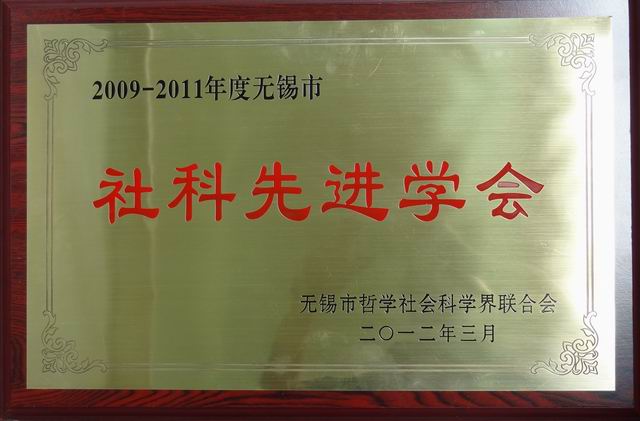 2009-2011年度无锡市
社科先进学会
无锡市哲学社会科学界联合会
二〇一二年三月